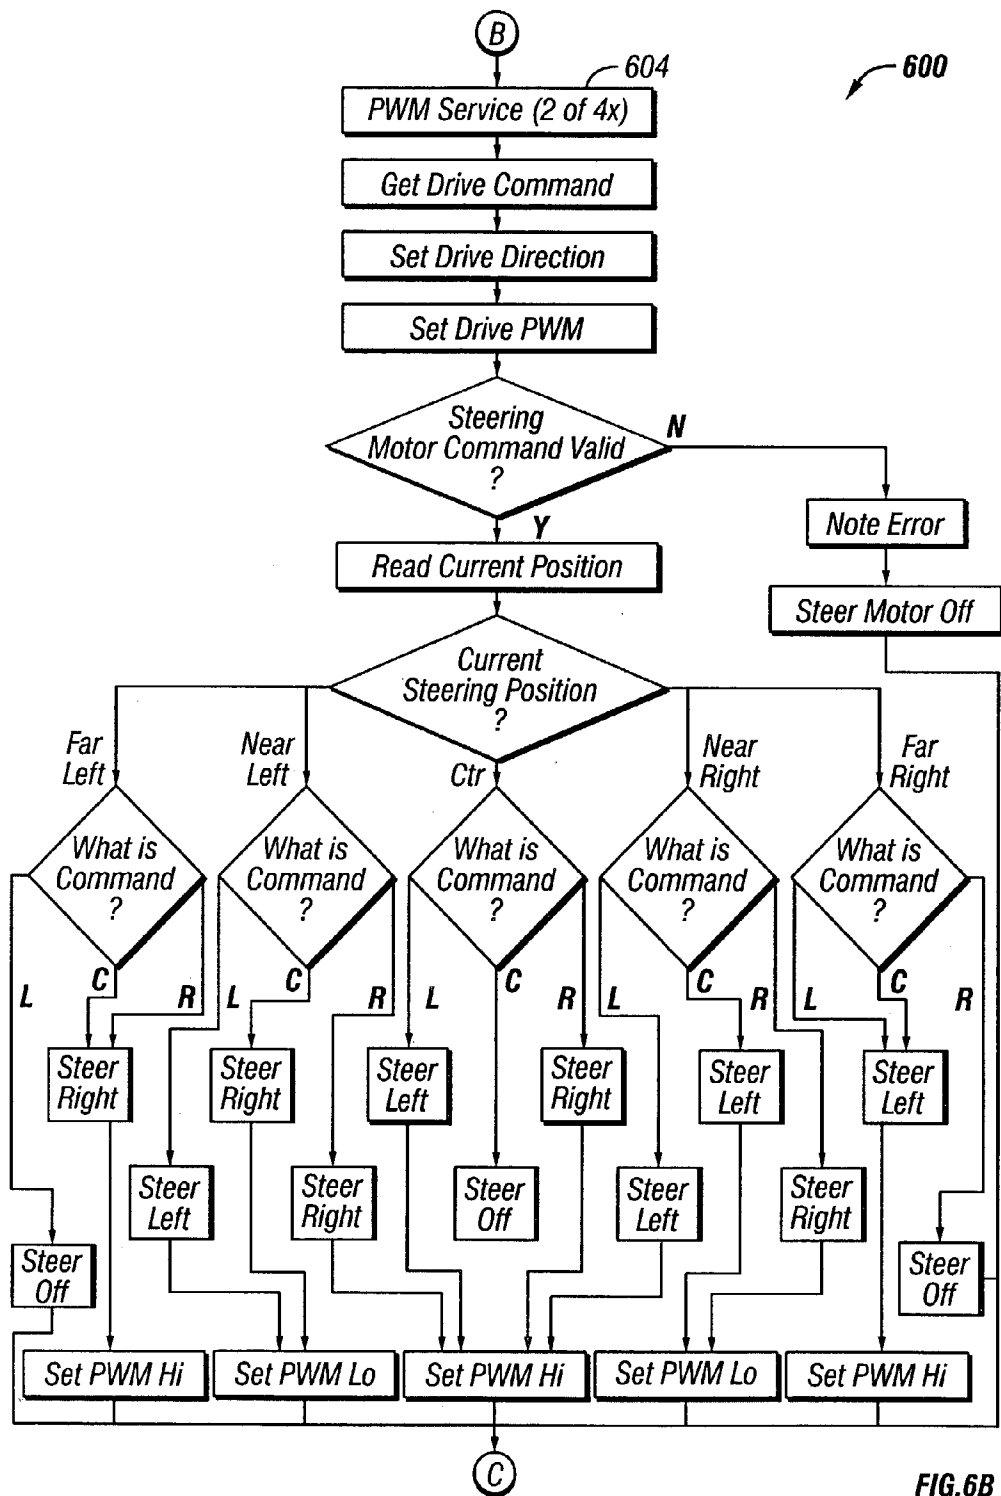 B
604
600
PWM Service (2 of 4x)
Get Drive Command
Set Drive Direction
Set Drive PWM
Steering
Motor Command Valid
?
N
Y
Note Error
Read Current Position
Steer Motor Off
Current
Steering Position
?
Far
Left
Near
Left
Ctr
Near
Right
Far
Right
What is
Command
?
What is
Command
?
What is
Command
?
What is
Command
?
What is
Command
?
L
C
R
L
C
R
L
C
R
L
C
R
L
C
R
Steer
Right
Steer
Right
Steer
Left
Steer
Right
Steer
Left
Steer
Left
Steer
Left
Steer
Right
Steer
Off
Steer
Left
Steer
Right
Steer
Off
Steer
Off
Set PWM Hi
Set PWM Lo
Set PWM Hi
Set PWM Lo
Set PWM Hi
C
FIG.6B